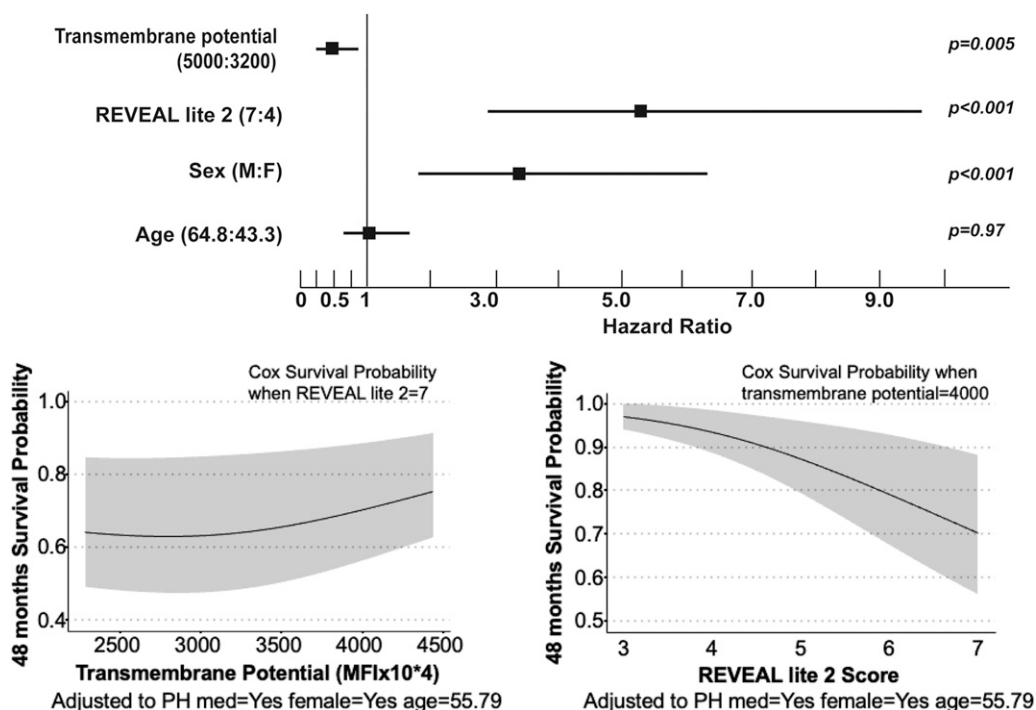 Transmembrane potential
(5000:3200)
p=0.005
REVEAL lite 2 (7:4)
p<0.001
Sex (M:F)
p<0.001
Age (64.8:43.3)
p=0.97
0 0.5 1 3.0 5.0 7.0 9.0
Hazard Ratio
Cox Survival Probability
when REVEAL lite 2=7
48 months Survival Probability
1.0
0.8
0.6
0.4
2500 3000 3500 4000 4500
Transmembrane Potential (MFIx10*4)
Adjusted to PH med=Yes female=Yes age=55.79
Cox Survival Probability when
transmembrane potential=4000
48 months Survival Probability
1.0
0.9
0.8
0.7
0.6
0.5
3 4 5 6 7
REVEAL lite 2 Score
Adjusted to PH med=Yes female=Yes age=55.79